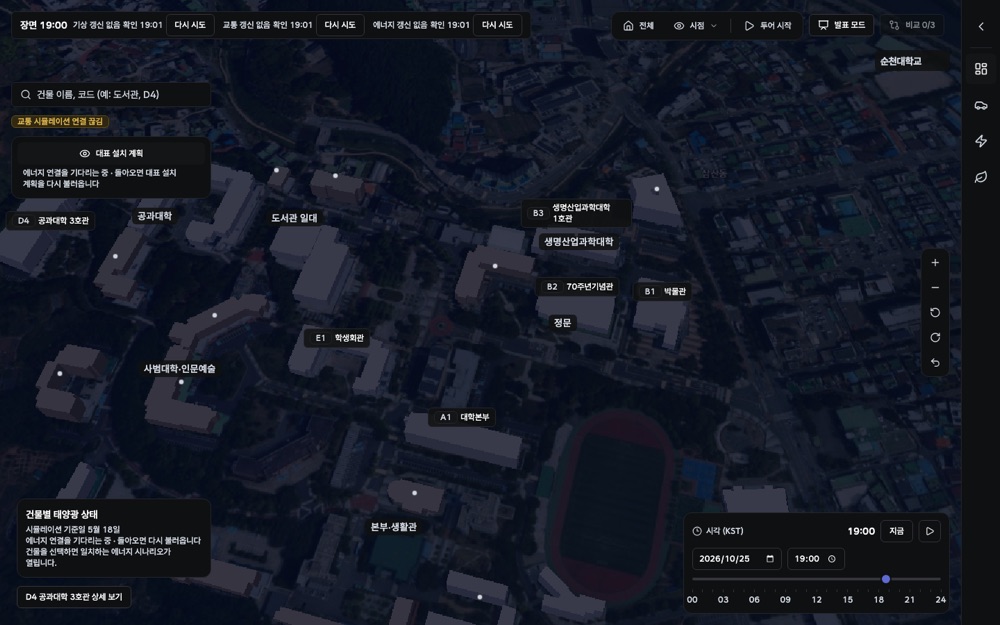 장면 19:00 기상 갱신 없음 확인 19:01 다시 시도 교통 갱신 없음 확인 19:01 다시 시도 에너지 갱신 없음 확인 19:01 다시 시도
전체 시점 투어 시작 발표 모드 비교 0/3
순천대학교
건물 이름, 코드 (예: 도서관, D4)
교통 시뮬레이션 연결 끊김
대표 설치 계획
에너지 연결을 기다리는 중 · 돌아오면 대표 설치
계획을 다시 불러옵니다
삼산동
D4 공과대학 3호관
공과대학
도서관 일대
B3 생명산업과학대학
1호관
생명산업과학대학
B2 70주년기념관
B1 박물관
정문
E1 학생회관
사범대학·인문예술
A1 대학본부
본부·생활관
건물별 태양광 상태
시뮬레이션 기준일 5월 18일
에너지 연결을 기다리는 중 · 돌아오면 다시 불러옵니다
건물을 선택하면 일치하는 에너지 시나리오가
열립니다.
D4 공과대학 3호관 상세 보기
시각 (KST) 19:00 지금
2026/10/25 19:00
00 03 06 09 12 15 18 21 24